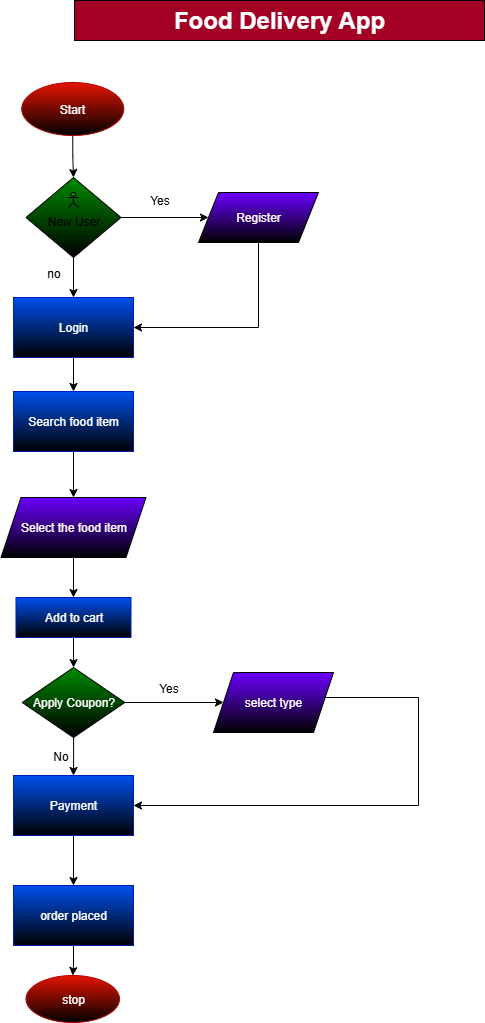 Food Delivery App
Start
New User
Yes
Register
no
Login
Search food item
Select the food item
Add to cart
Apply Coupon?
Yes
select type
No
Payment
order placed
stop